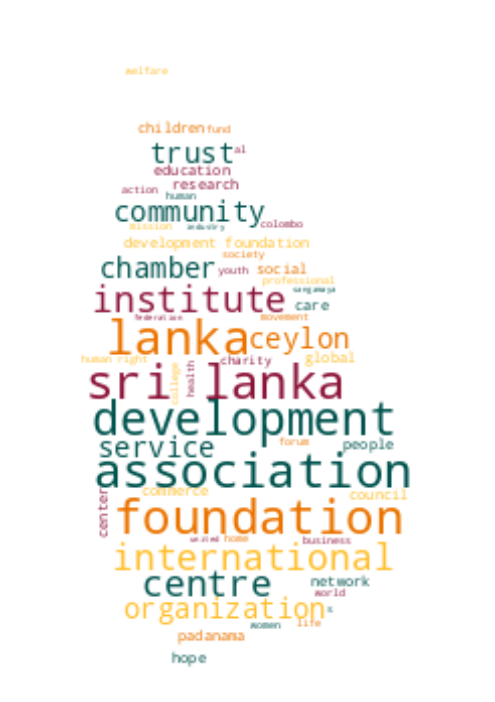 welfare
children fund
trust al
education
research
action
human
community
mission industry colombo
development foundation
society
chamber youth social
professional
sangamaya
institute care
federation movement
lanka ceylon
human right charity global
college health
sri lanka
development
service forum people
association
center commerce council
foundation
united home business
international
centre network
world
organization s
women life
padanama
hope